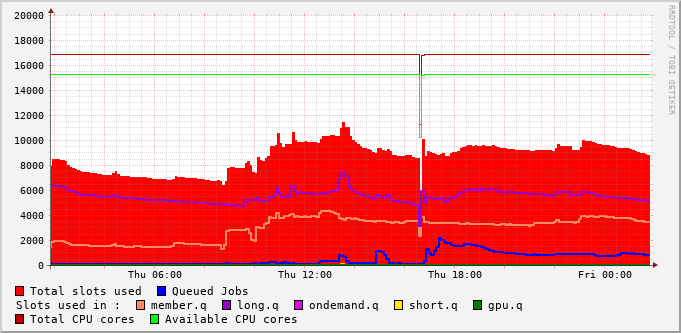 20000
18000
16000
14000
12000
10000
8000
6000
4000
2000
0
Thu 06:00 Thu 12:00 Thu 18:00 Fri 00:00
RRDTOOL / TOBI OETIKER
Total slots used Queued Jobs
Slots used in : member.q long.q ondemand.q short.q gpu.q
Total CPU cores Available CPU cores